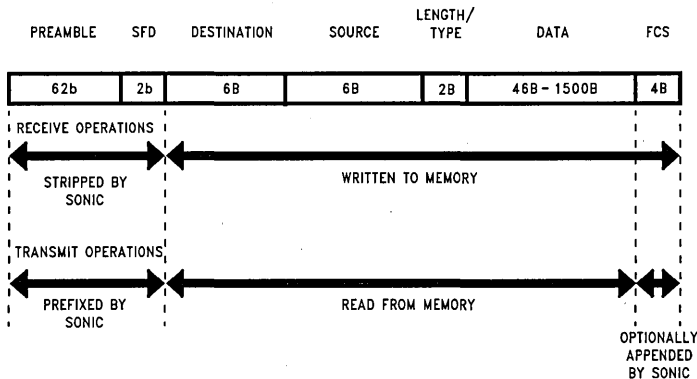 PREAMBLE SFD DESTINATION SOURCE LENGTH/
TYPE DATA FCS
62b 2b 6B 6B 2B 46B-1500B 4B
RECEIVE OPERATIONS
STRIPPED BY
SONIC
WRITTEN TO MEMORY
TRANSMIT OPERATIONS
PREFIXED BY
SONIC
READ FROM MEMORY
OPTIONALLY
APPENDED
BY SONIC